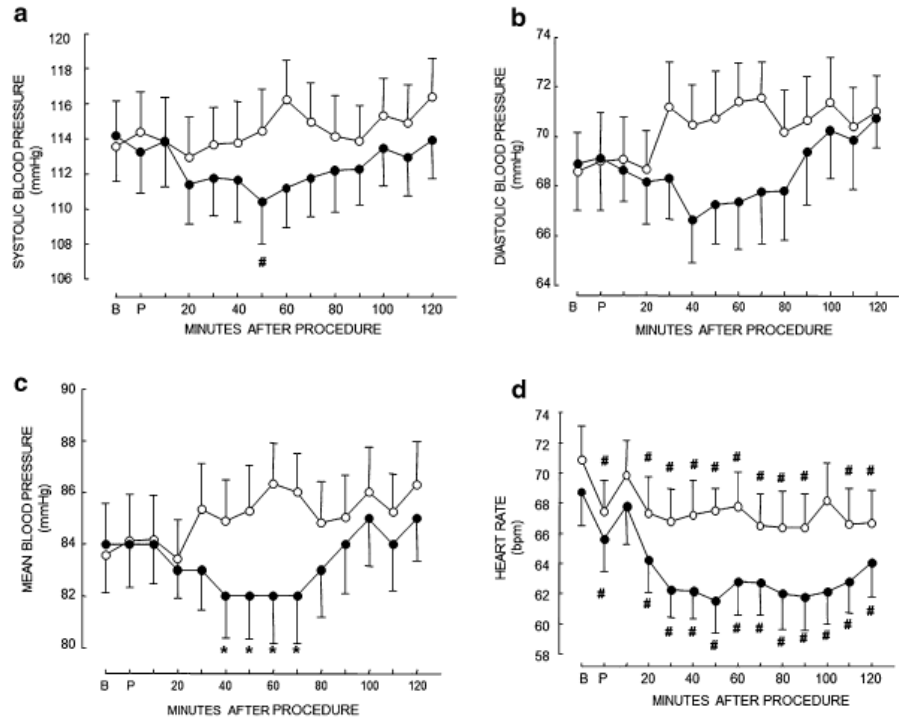 a
SYSTOLIC BLOOD PRESSURE
(mmHg)
120
118
116
114
112
110
108
106
#
B P 20 40 60 80 100 120
MINUTES AFTER PROCEDURE
b
DIASTOLIC BLOOD PRESSURE
(mmHg)
74
72
70
68
66
64
B P 20 40 60 80 100 120
MINUTES AFTER PROCEDURE
c
MEAN BLOOD PRESSURE
(mmHg)
90
88
86
84
82
80
* * * *
B P 20 40 60 80 100 120
MINUTES AFTER PROCEDURE
d
HEART RATE
(bpm)
74
72
70
68
66
64
62
60
58
# # # # # # # # # # #
# # # # # # # # # # # #
B P 20 40 60 80 100 120
MINUTES AFTER PROCEDURE